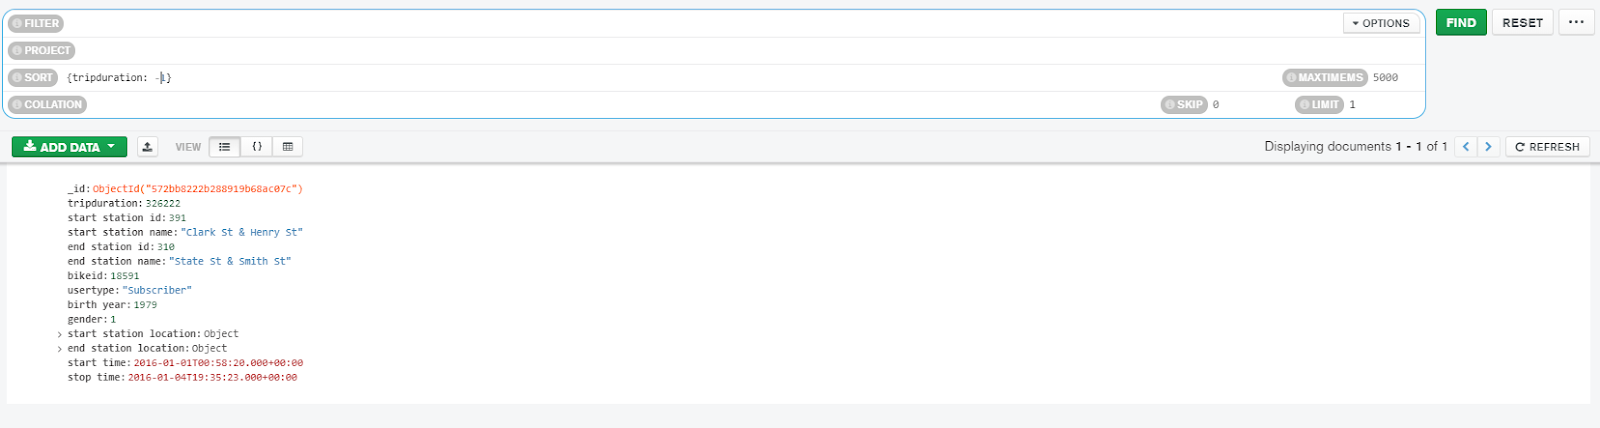 FILTER OPTIONS FIND RESET ...
PROJECT
SORT {tripduration: -1} MAXTIMEMS 5000
COLLATION SKIP 0 LIMIT 1
ADD DATA VIEW {} Displaying documents 1 - 1 of 1 < > REFRESH
_id:ObjectId("572bb8222b288919b68ac07c")
tripduration:326222
start station id:391
start station name:"Clark St & Henry St"
end station id:310
end station name:"State St & Smith St"
bikeid:18591
usertype:"Subscriber"
birth year:1979
gender:1
> start station location:Object
> end station location:Object
start time:2016-01-01T00:58:20.000+00:00
stop time:2016-01-04T19:35:23.000+00:00